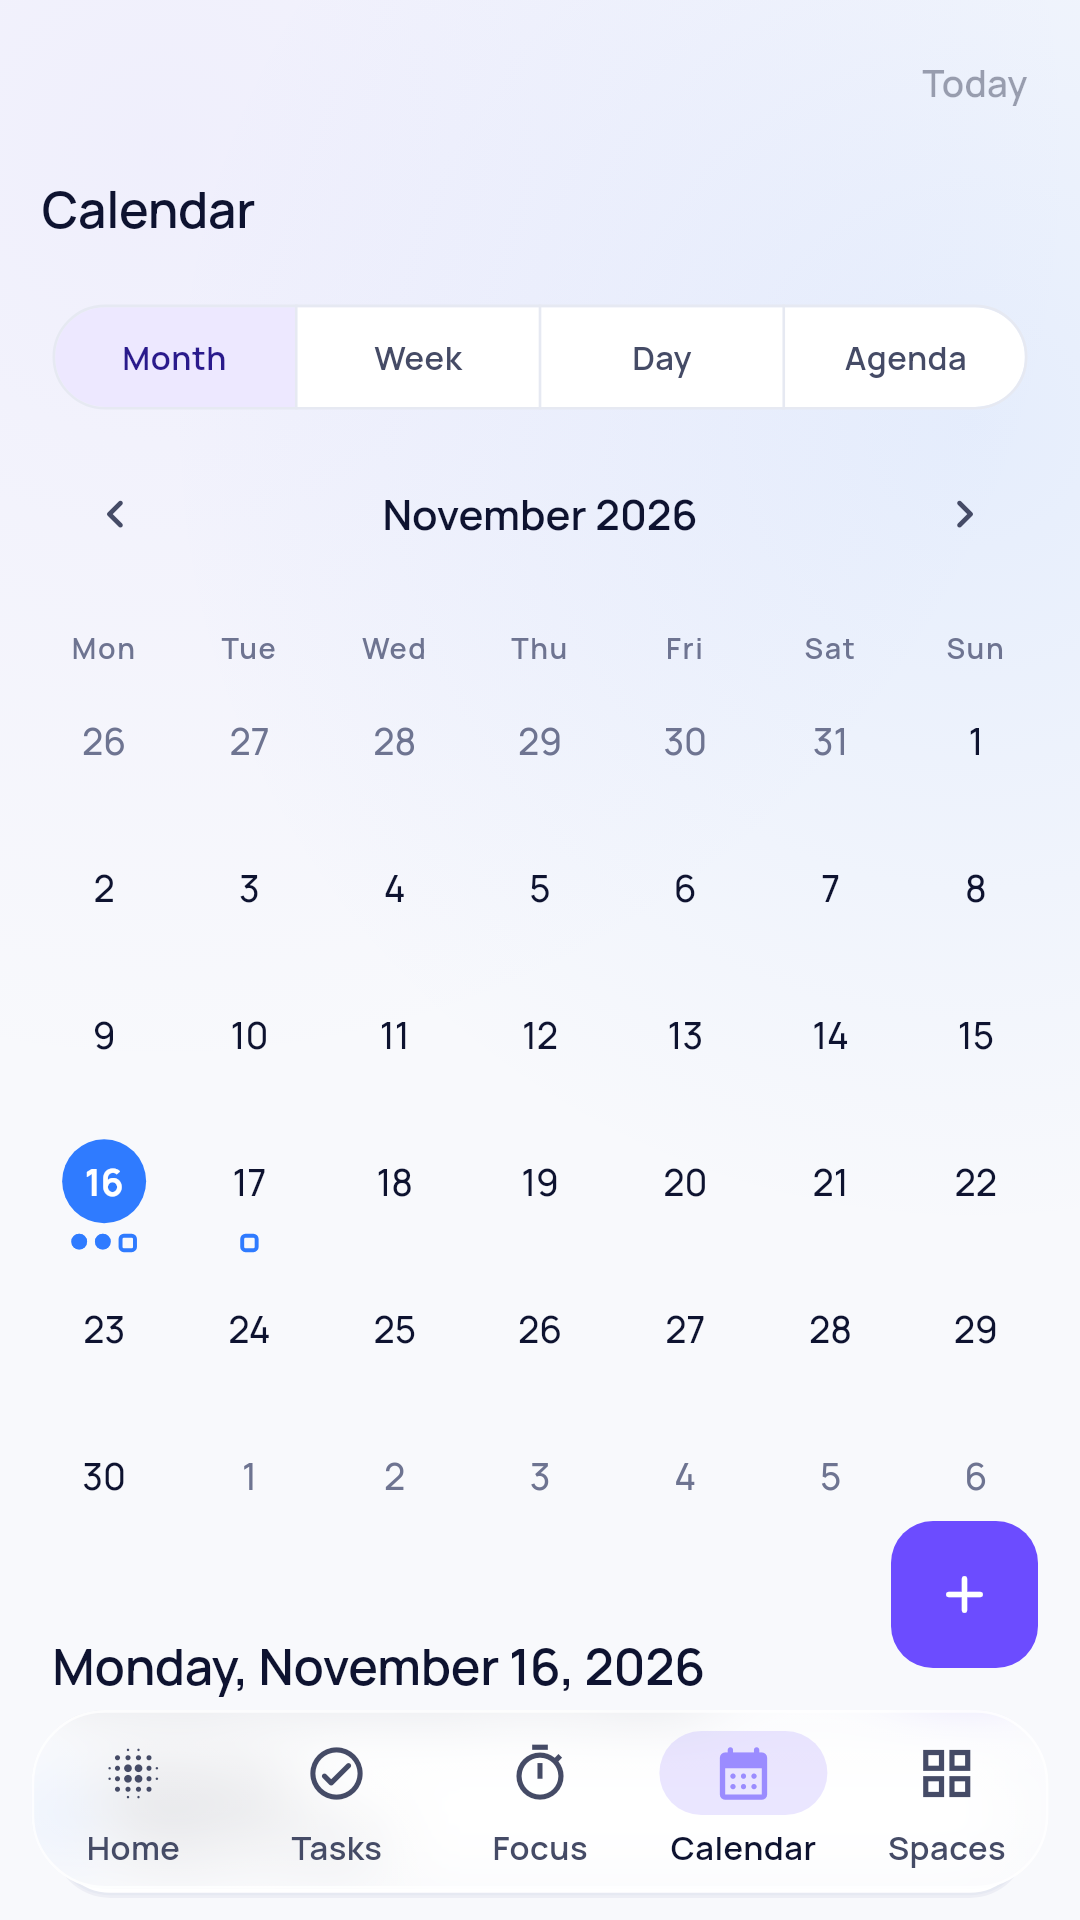 Today
Calendar
Month Week Day Agenda
November 2026
Mon Tue Wed Thu Fri Sat Sun
26 27 28 29 30 31 1
2 3 4 5 6 7 8
9 10 11 12 13 14 15
16 17 18 19 20 21 22
23 24 25 26 27 28 29
30 1 2 3 4 5 6
Monday, November 16, 2026
Home Tasks Focus Calendar Spaces